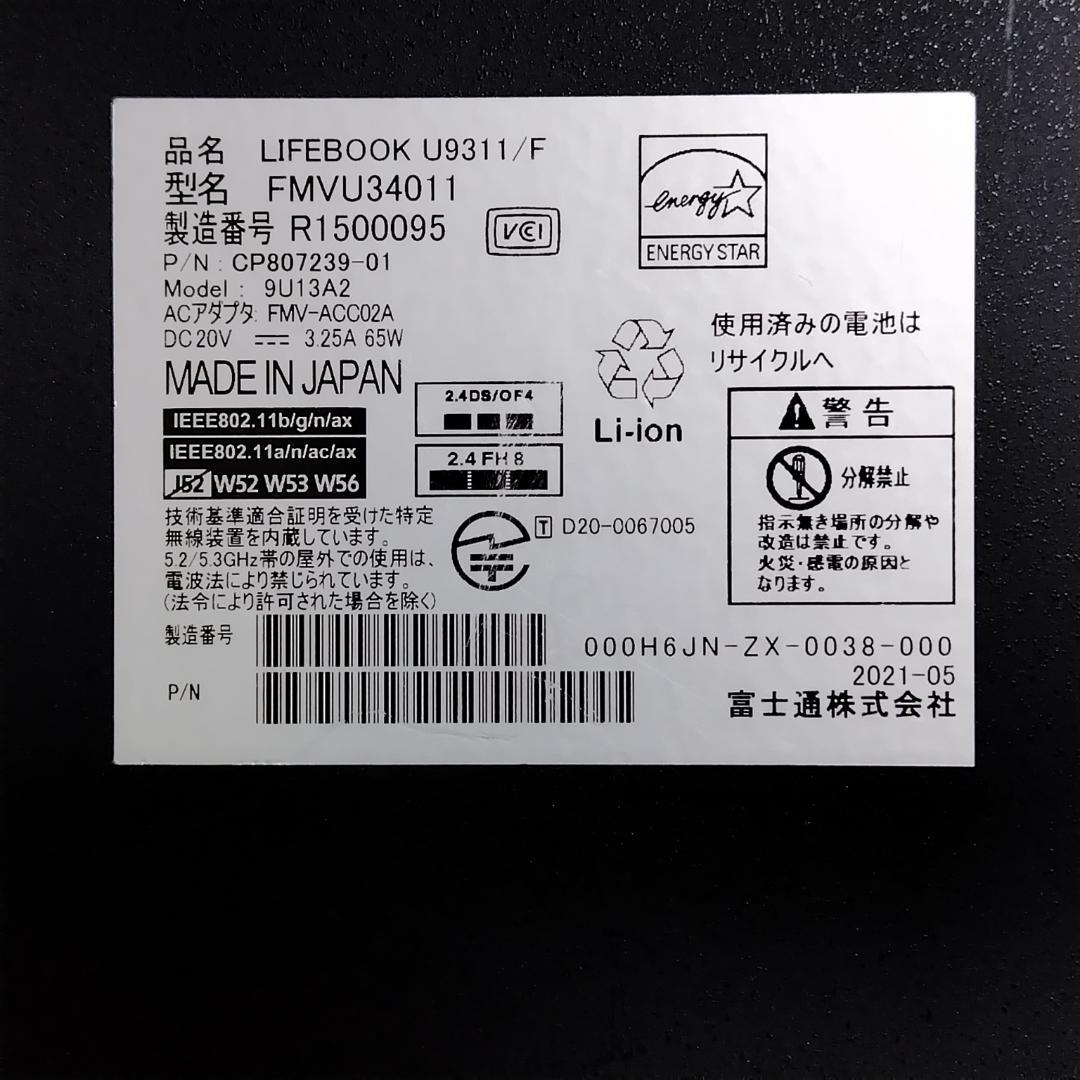 品名 LIFEBOOK U9311/F
型名 FMVU34011
製造番号 R1500095
VCI
P/N : CP807239-01
Model : 9U13A2
ACアダプタ: FMV-ACC02A
DC20V ⎓ 3.25A 65W
MADE IN JAPAN
energy
ENERGY STAR
使用済みの電池は
リサイクルへ
Li-ion
IEEE802.11b/g/n/ax
IEEE802.11a/n/ac/ax
J52 W52 W53 W56
2.4DS/OF4
2.4FH8
警告
分解禁止
指示無き場所の分解や
改造は禁止です。
火災・感電の原因と
なります。
技術基準適合証明を受けた特定
無線装置を内蔵しています。
5.2/5.3GHz帯の屋外での使用は、
電波法により禁じられています。
(法令により許可された場合を除く)
T D20-0067005
製造番号
P/N
000H6JN-ZX-0038-000
2021-05
富士通株式会社